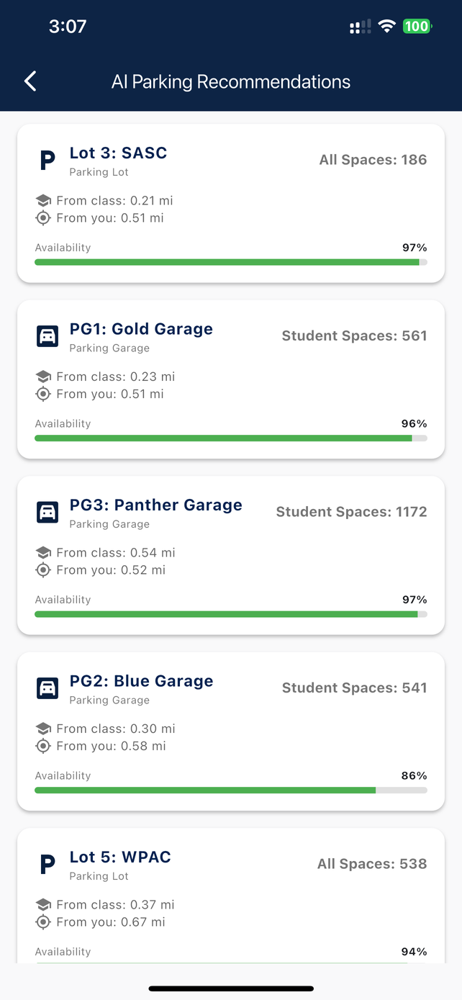 3:07
100
AI Parking Recommendations
P Lot 3: SASC
All Spaces: 186
Parking Lot
From class: 0.21 mi
From you: 0.51 mi
Availability 97%
PG1: Gold Garage
Student Spaces: 561
Parking Garage
From class: 0.23 mi
From you: 0.51 mi
Availability 96%
PG3: Panther Garage
Student Spaces: 1172
Parking Garage
From class: 0.54 mi
From you: 0.52 mi
Availability 97%
PG2: Blue Garage
Student Spaces: 541
Parking Garage
From class: 0.30 mi
From you: 0.58 mi
Availability 86%
P Lot 5: WPAC
All Spaces: 538
Parking Lot
From class: 0.37 mi
From you: 0.67 mi
Availability 94%